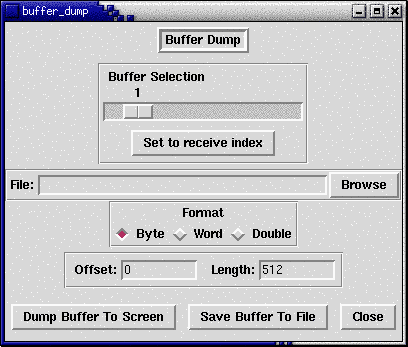 buffer_dump
Buffer Dump
Buffer Selection
1
Set to receive index
File: Browse
Format
Byte Word Double
Offset: 0 Length: 512
Dump Buffer To Screen Save Buffer To File Close